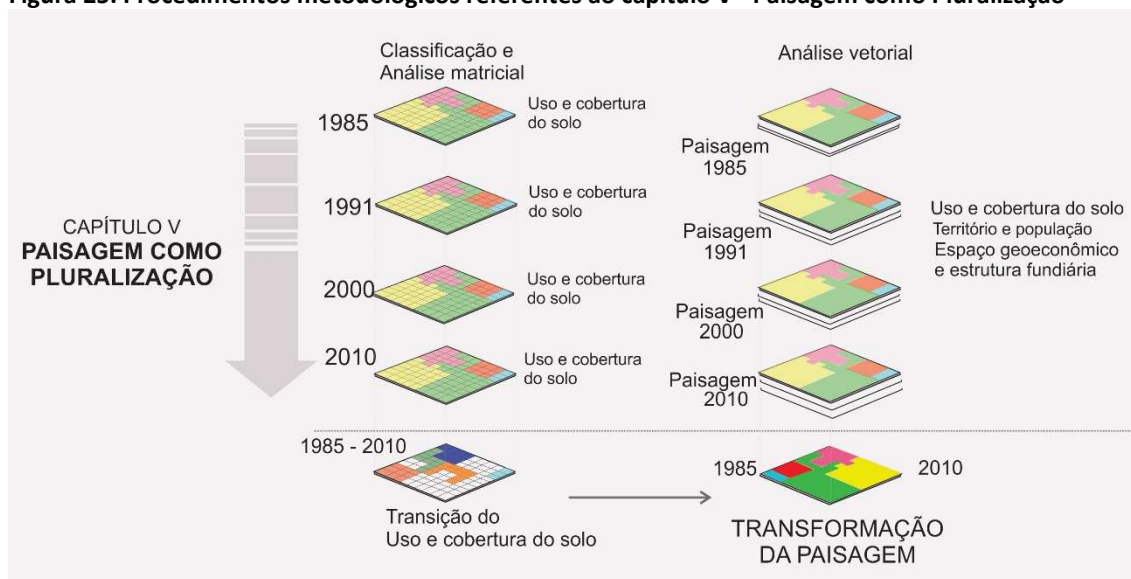 Figura 25. Procedimentos metodológicos referentes ao capítulo V - Paisagem como Pluralização
Classificação e
Análise matricial
Análise vetorial
1985
Uso e cobertura
do solo
Paisagem
1985
1991
Uso e cobertura
do solo
Paisagem
1991
CAPÍTULO V
PAISAGEM COMO
PLURALIZAÇÃO
Uso e cobertura do solo
Território e população
Espaço geoeconômico
e estrutura fundiária
2000
Uso e cobertura
do solo
Paisagem
2000
2010
Uso e cobertura
do solo
Paisagem
2010
1985 - 2010
Transição do
Uso e cobertura do solo
1985
2010
TRANSFORMAÇÃO
DA PAISAGEM